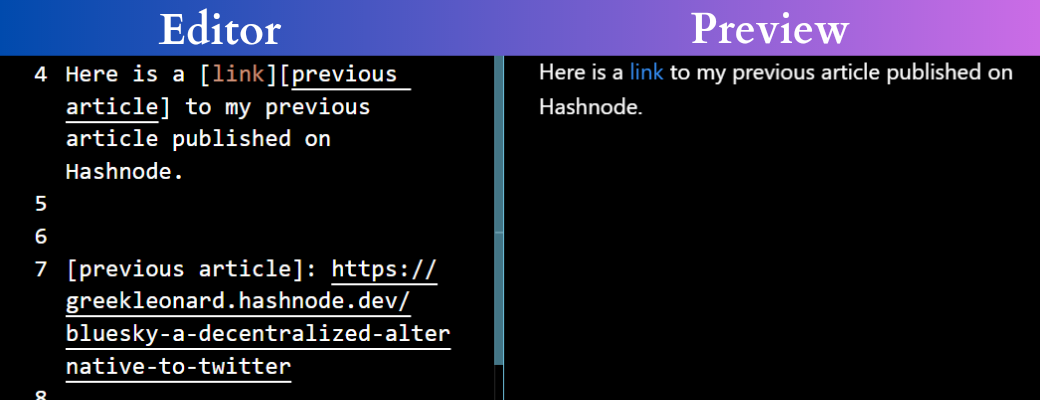 Editor
Preview
4 Here is a [link][previous
article] to my previous
article published on
Hashnode.
5
6
7 [previous article]: https://
greekleonard.hashnode.dev/
bluesky-a-decentralized-alter
native-to-twitter
8
Here is a link to my previous article published on
Hashnode.